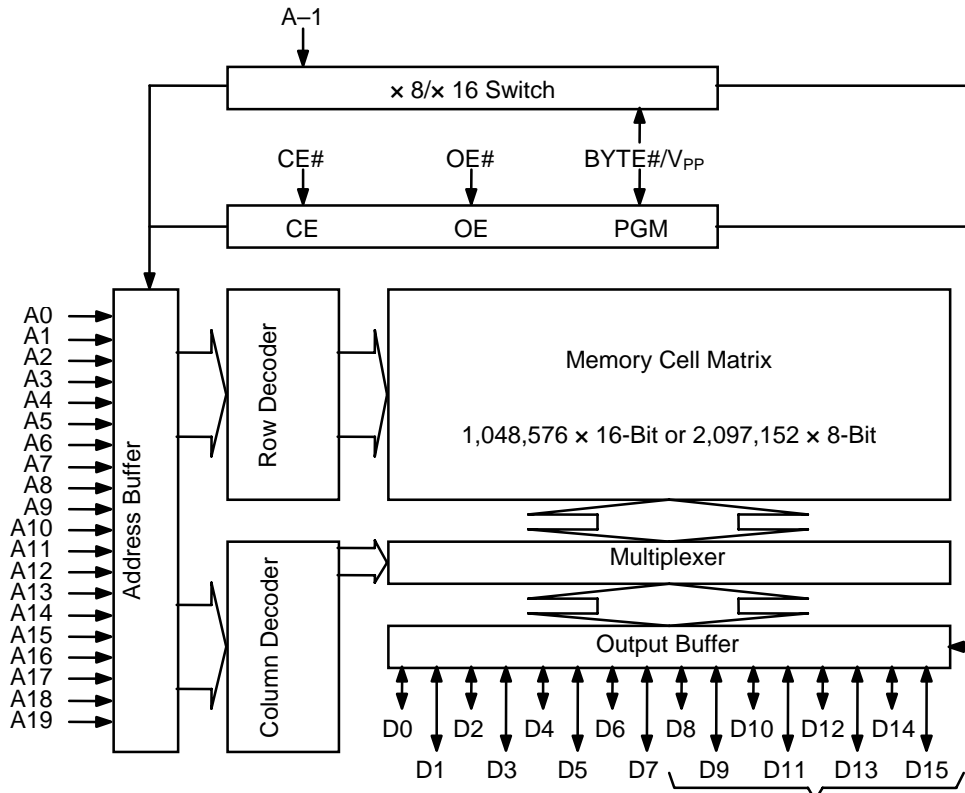 A–1
× 8/× 16 Switch
CE# OE# BYTE#/VPP
CE OE PGM
A0
A1
A2
A3
A4
A5
A6
A7
A8
A9
A10
A11
A12
A13
A14
A15
A16
A17
A18
A19
Address Buffer
Row Decoder
Column Decoder
Memory Cell Matrix
1,048,576 × 16-Bit or 2,097,152 × 8-Bit
Multiplexer
Output Buffer
D0 D2 D4 D6 D8 D10 D12 D14
D1 D3 D5 D7 D9 D11 D13 D15